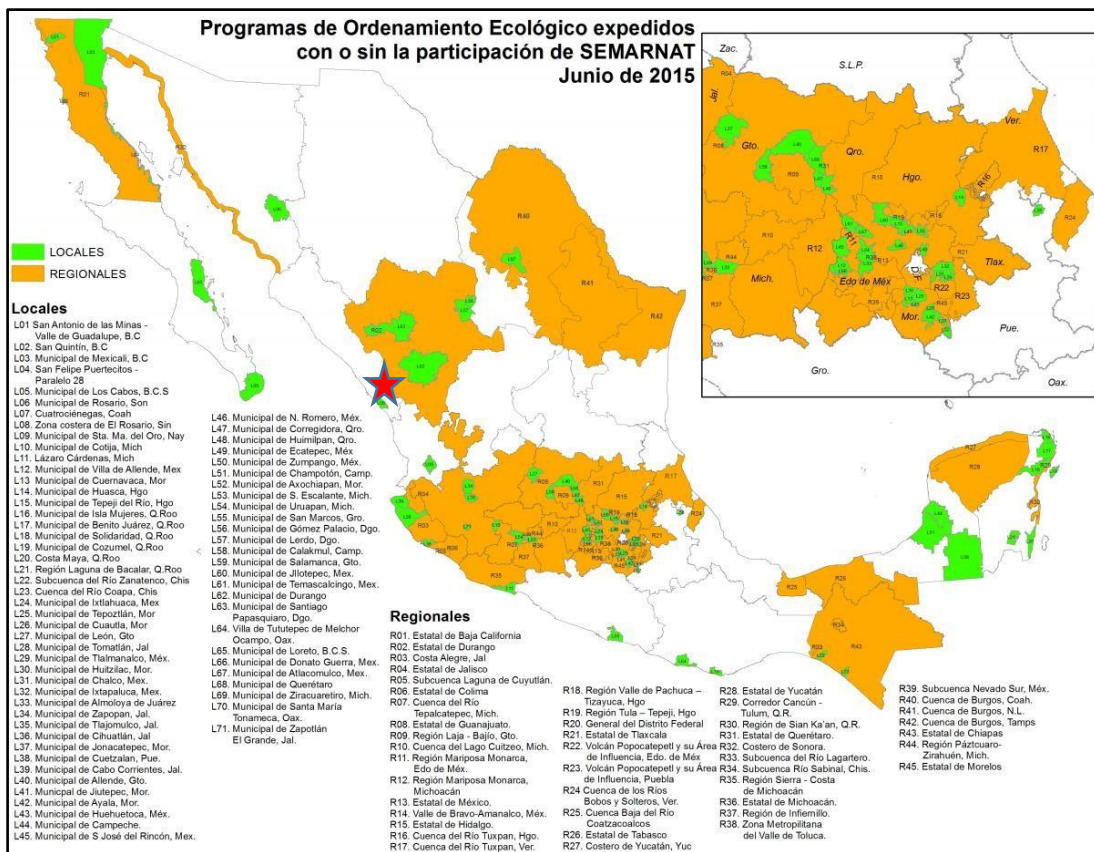 Programas de Ordenamiento Ecológico expedidos
con o sin la participación de SEMARNAT
Junio de 2015
Zac.
S.L.P.
Jal.
Gto.
Qro.
Ver.
Hgo.
Mich.
Edo de Méx
D.F.
Tlax.
Mor.
Pue.
Gro.
Oax.
LOCALES
REGIONALES
Locales
L01 San Antonio de las Minas -
Valle de Guadalupe, B.C
L02. San Quintín, B.C
L03. Municipal de Mexicali, B.C
L04. San Felipe Puertecitos -
Paralelo 28
L05. Municipal de Los Cabos, B.C.S
L06 Municipal de Rosario, Son
L07. Cuatrociénegas, Coah
L08. Zona costera de El Rosario, Sin
L09. Municipal de Sta. Ma. del Oro, Nay
L10. Municipal de Cotija, Mich
L11. Lázaro Cárdenas, Mich
L12 Municipal de Villa de Allende, Mex
L13 Municipal de Cuernavaca, Mor
L14 Municipal de Huasca, Hgo
L15 Municipal de Tepeji del Río, Hgo
L16 Municipal de Isla Mujeres, Q.Roo
L17 Municipal de Benito Juárez, Q.Roo
L18 Municipal de Solidaridad, Q.Roo
L19 Municipal de Cozumel, Q.Roo
L20 Costa Maya, Q.Roo
L21 Región Laguna de Bacalar, Q.Roo
L22 Subcuenca del Río Zanatenco, Chis
L23 Cuenca del Río Coapa, Chis
L24 Municipal de Ixtlahuaca, Mex
L25 Municipal de Tepoztlán, Mor
L26 Municipal de Cuautla, Mor
L27 Municipal de León, Gto
L28 Municipal de Tomatlán, Jal
L29 Municipal de Tlalmanalco, Méx.
L30 Municipal de Huitzilac, Mor.
L31 Municipal de Chalco, Mex.
L32 Municipal de Ixtapaluca, Mex.
L33 Municipal de Almoloya de Juárez
L34 Municipal de Zapopan, Jal.
L35 Municipal de Tlajomulco, Jal.
L36 Municipal de Cihuatlán, Jal
L37 Municipal de Jonacatepec, Mor.
L38 Municipal de Cuetzalan, Pue.
L39 Municipal de Cabo Corrientes, Jal.
L40 Municipal de Allende, Gto.
L41 Municpal de Jiutepec, Mor.
L42 Municipal de Ayala, Mor.
L43 Municipal de Huehuetoca, Méx.
L44 Municipal de Campeche.
L45 Municipal de S José del Rincón, Mex.
L46. Municipal de N. Romero, Méx.
L47. Municipal de Corregidora, Qro.
L48. Municipal de Huimilpan, Qro.
L49. Municipal de Ecatepec, Méx
L50. Municipal de Zumpango, Méx.
L51. Municipal de Champotón, Camp.
L52. Municipal de Axochiapan, Mor.
L53. Municipal de S. Escalante, Mich.
L54. Municipal de Uruapan, Mich.
L55. Municipal de San Marcos, Gro.
L56. Municipal de Gómez Palacio, Dgo.
L57. Municipal de Lerdo, Dgo.
L58. Municipal de Calakmul, Camp.
L59. Municipal de Salamanca, Gto.
L60. Municipal de Jilotepec, Mex.
L61. Municipal de Temascalcingo, Mex.
L62. Municipal de Durango
L63. Municipal de Santiago
Papasquiaro, Dgo.
L64. Villa de Tututepec de Melchor
Ocampo, Oax.
L65. Municipal de Loreto, B.C.S.
L66. Municipal de Donato Guerra, Mex.
L67. Municipal de Atlacomulco, Mex.
L68. Municipal de Querétaro
L69. Municipal de Ziracuaretiro, Mich.
L70. Municipal de Santa María
Tonameca, Oax.
L71. Municipal de Zapotlán
El Grande, Jal.
Regionales
R01. Estatal de Baja California
R02. Estatal de Durango
R03. Costa Alegre, Jal
R04. Estatal de Jalisco
R05. Subcuenca Laguna de Cuyutlán.
R06. Estatal de Colima
R07. Cuenca del Río
Tepalcatepec, Mich.
R08. Estatal de Guanajuato.
R09. Región Laja - Bajío, Gto.
R10. Cuenca del Lago Cuitzeo, Mich.
R11. Región Mariposa Monarca,
Edo de Méx.
R12. Región Mariposa Monarca,
Michoacán
R13. Estatal de México.
R14. Valle de Bravo-Amanalco, Méx.
R15. Estatal de Hidalgo.
R16. Cuenca del Río Tuxpan, Hgo.
R17. Cuenca del Río Tuxpan, Ver.
R18. Región Valle de Pachuca –
Tizayuca, Hgo
R19. Región Tula – Tepeji, Hgo
R20. General del Distrito Federal
R21. Estatal de Tlaxcala
R22. Volcán Popocatepetl y su Área
de Influencia, Edo. de Méx
R23. Volcán Popocatepetl y su Área
de Influencia, Puebla
R24 Cuenca de los Ríos
Bobos y Solteros, Ver.
R25. Cuenca Baja del Río
Coatzacoalcos
R26. Estatal de Tabasco
R27. Costero de Yucatán, Yuc
R28. Estatal de Yucatán
R29. Corredor Cancún -
Tulum, Q.R.
R30. Región de Sian Ka'an, Q.R.
R31. Estatal de Querétaro.
R32. Costero de Sonora.
R33. Subcuenca del Río Lagartero.
R34. Subcuenca Río Sabinal, Chis.
R35. Región Sierra - Costa
de Michoacán
R36. Estatal de Michoacán.
R37. Región de Infiernillo.
R38. Zona Metropolitana
del Valle de Toluca.
R39. Subcuenca Nevado Sur, Méx.
R40. Cuenca de Burgos, Coah.
R41. Cuenca de Burgos, N.L.
R42. Cuenca de Burgos, Tamps
R43. Estatal de Chiapas
R44. Región Páztcuaro-
Zirahuén, Mich.
R45. Estatal de Morelos